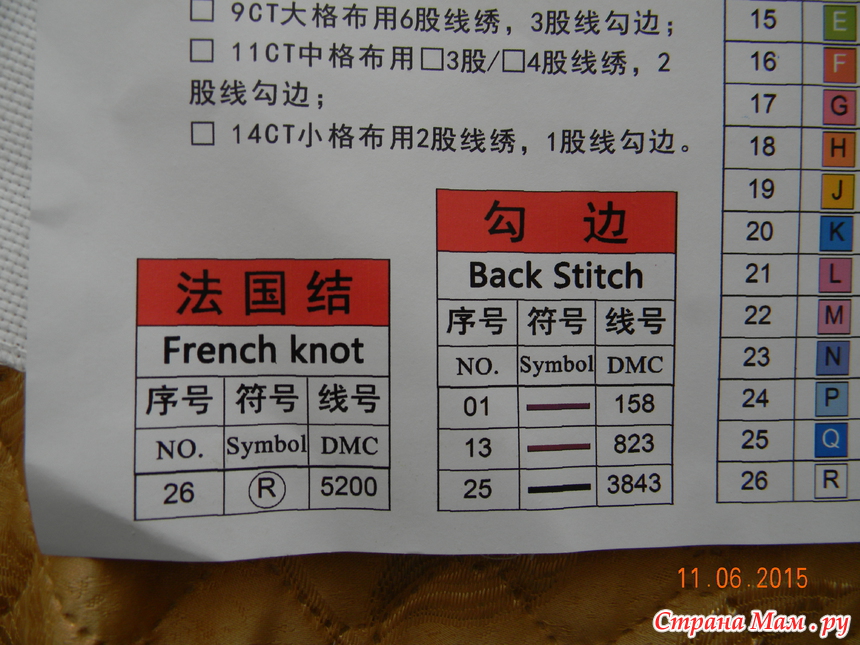 □ 9CT大格布用6股线绣，3股线勾边；
□ 11CT中格布用□3股/□4股线绣，2
股线勾边；
□ 14CT小格布用2股线绣，1股线勾边。
法国结
French knot
序号 符号 线号
NO. Symbol DMC
26 R 5200
勾 边
Back Stitch
序号 符号 线号
NO. Symbol DMC
01 158
13 823
25 3843
15 E
16 F
17 G
18 H
19 J
20 K
21 L
22 M
23 N
24 P
25 Q
26 R
11.06.2015
Страна Мам.ру